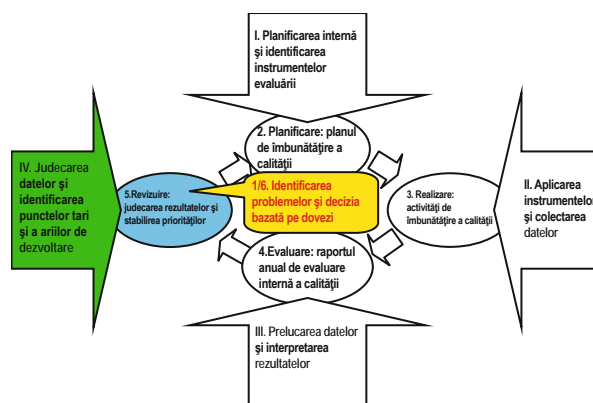 I. Planificarea internă
şi identificarea
instrumentelor
evaluării
2. Planificare: planul
de îmbunătăţire a
calităţii
IV. Judecarea
datelor şi
identificarea
punctelor tari
şi a ariilor de
dezvoltare
5.Revizuire:
judecarea rezultatelor şi
stabilirea priorităţilor
1/6. Identificarea
problemelor şi decizia
bazată pe dovezi
3. Realizare:
activităţi de
îmbunătăţire a calităţii
II. Aplicarea
instrumentelor
şi colectarea
datelor
4.Evaluare: raportul
anual de evaluare
internă a calităţii
III. Prelucarea datelor
şi interpretarea
rezultatelor